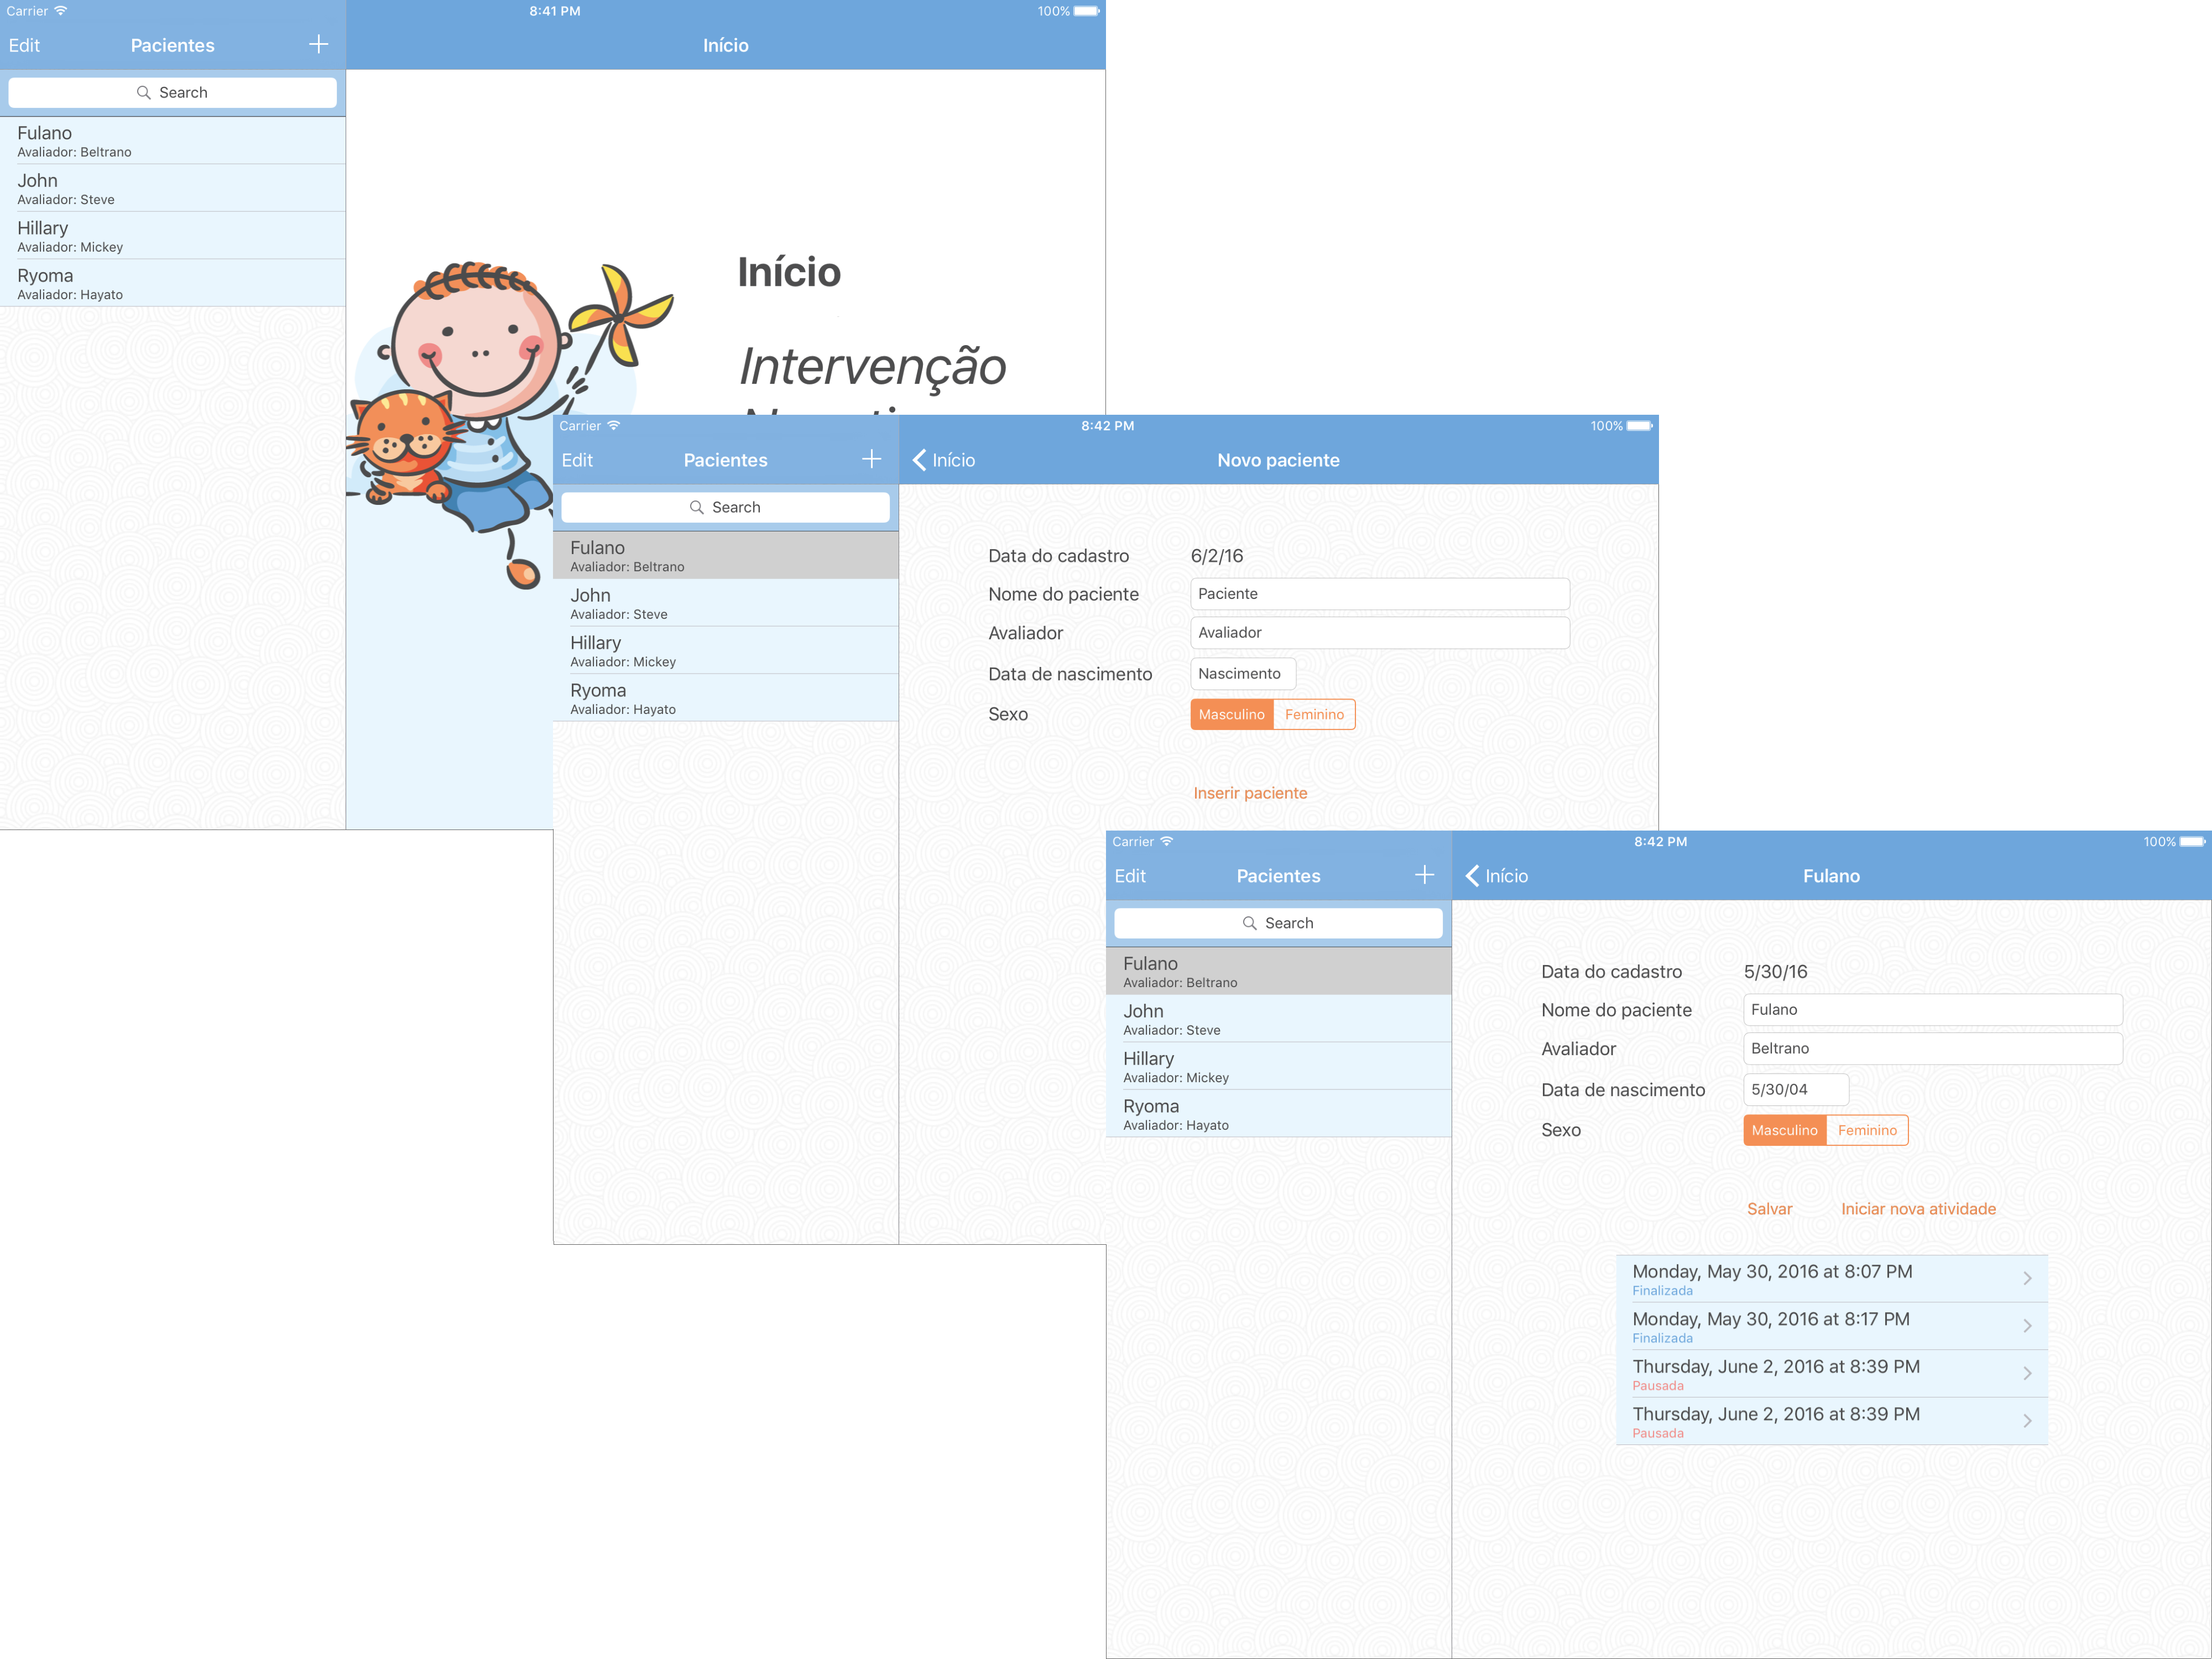 Carrier
8:41 PM
100%
Edit
Pacientes
Início
Search
Fulano
Avaliador: Beltrano
John
Avaliador: Steve
Hillary
Avaliador: Mickey
Ryoma
Avaliador: Hayato
Início
Intervenção
Carrier
8:42 PM
100%
Edit
Pacientes
Início
Novo paciente
Search
Fulano
Avaliador: Beltrano
John
Avaliador: Steve
Hillary
Avaliador: Mickey
Ryoma
Avaliador: Hayato
Data do cadastro 6/2/16
Nome do paciente Paciente
Avaliador Avaliador
Data de nascimento Nascimento
Sexo Masculino Feminino
Inserir paciente
Carrier
8:42 PM
100%
Edit
Pacientes
Início
Fulano
Search
Fulano
Avaliador: Beltrano
John
Avaliador: Steve
Hillary
Avaliador: Mickey
Ryoma
Avaliador: Hayato
Data do cadastro 5/30/16
Nome do paciente Fulano
Avaliador Beltrano
Data de nascimento 5/30/04
Sexo Masculino Feminino
Salvar Iniciar nova atividade
Monday, May 30, 2016 at 8:07 PM
Finalizada
Monday, May 30, 2016 at 8:17 PM
Finalizada
Thursday, June 2, 2016 at 8:39 PM
Pausada
Thursday, June 2, 2016 at 8:39 PM
Pausada